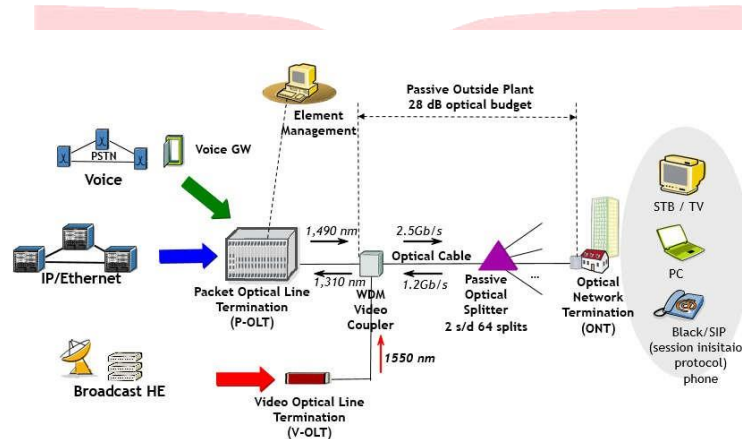 Passive Outside Plant
28 dB optical budget
Element
Management
PSTN
Voice
Voice GW
STB / TV
1,490 nm
2.5Gb/s
Optical Cable
IP/Ethernet
1,310 nm
1.2Gb/s
...
PC
Packet Optical Line
Termination
(P-OLT)
WDM
Video
Coupler
Passive
Optical
Splitter
2 s/d 64 splits
Optical
Network
Termination
(ONT)
Black/SIP
(session inisitaio
protocol)
phone
1550 nm
Broadcast HE
Video Optical Line
Termination
(V-OLT)